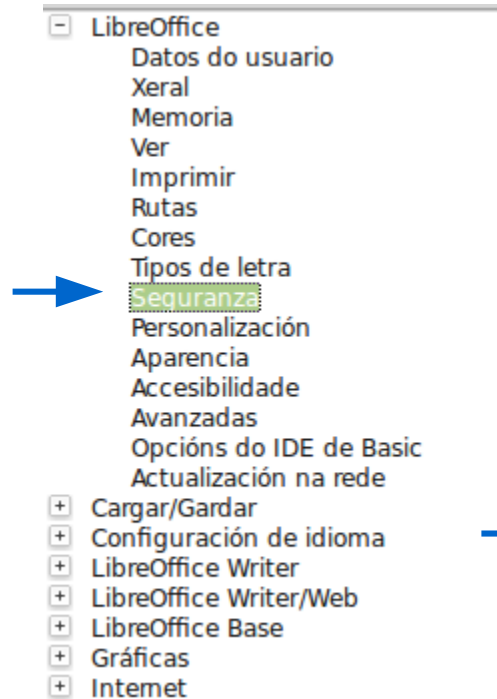 LibreOffice
Datos do usuario
Xeral
Memoria
Ver
Imprimir
Rutas
Cores
Tipos de letra
Seguranza
Personalización
Aparencia
Accesibilidade
Avanzadas
Opcións do IDE de Basic
Actualización na rede
Cargar/Gardar
Configuración de idioma
LibreOffice Writer
LibreOffice Writer/Web
LibreOffice Base
Gráficas
Internet